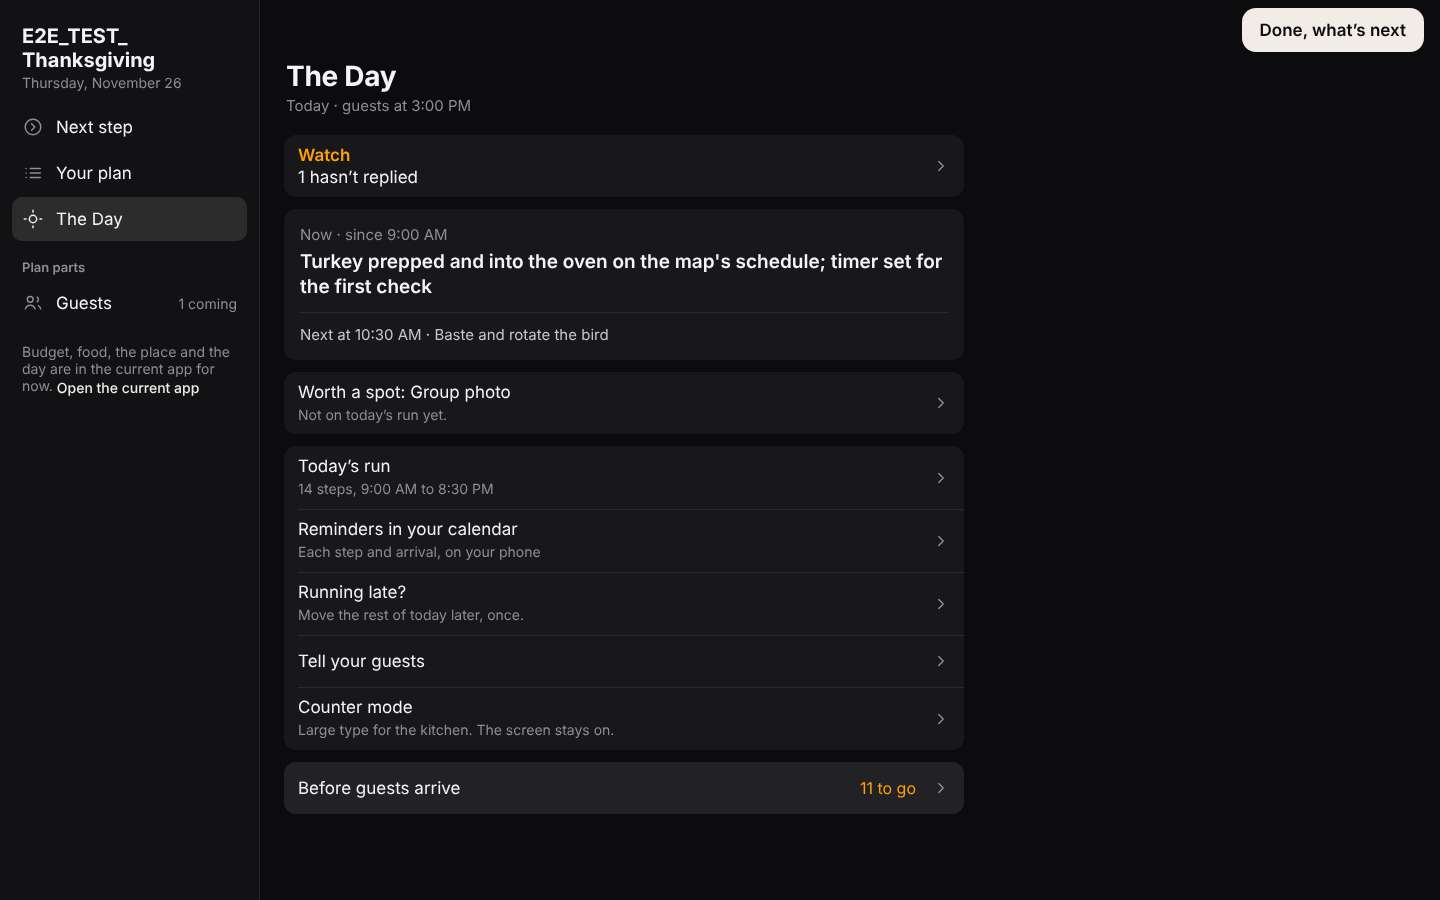 E2E_TEST_
Thanksgiving
Thursday, November 26
Next step
Your plan
The Day
Plan parts
Guests
1 coming
Budget, food, the place and the
day are in the current app for
now. Open the current app
Done, what’s next
The Day
Today · guests at 3:00 PM
Watch
1 hasn’t replied
Now · since 9:00 AM
Turkey prepped and into the oven on the map's schedule; timer set for
the first check
Next at 10:30 AM · Baste and rotate the bird
Worth a spot: Group photo
Not on today’s run yet.
Today’s run
14 steps, 9:00 AM to 8:30 PM
Reminders in your calendar
Each step and arrival, on your phone
Running late?
Move the rest of today later, once.
Tell your guests
Counter mode
Large type for the kitchen. The screen stays on.
Before guests arrive
11 to go